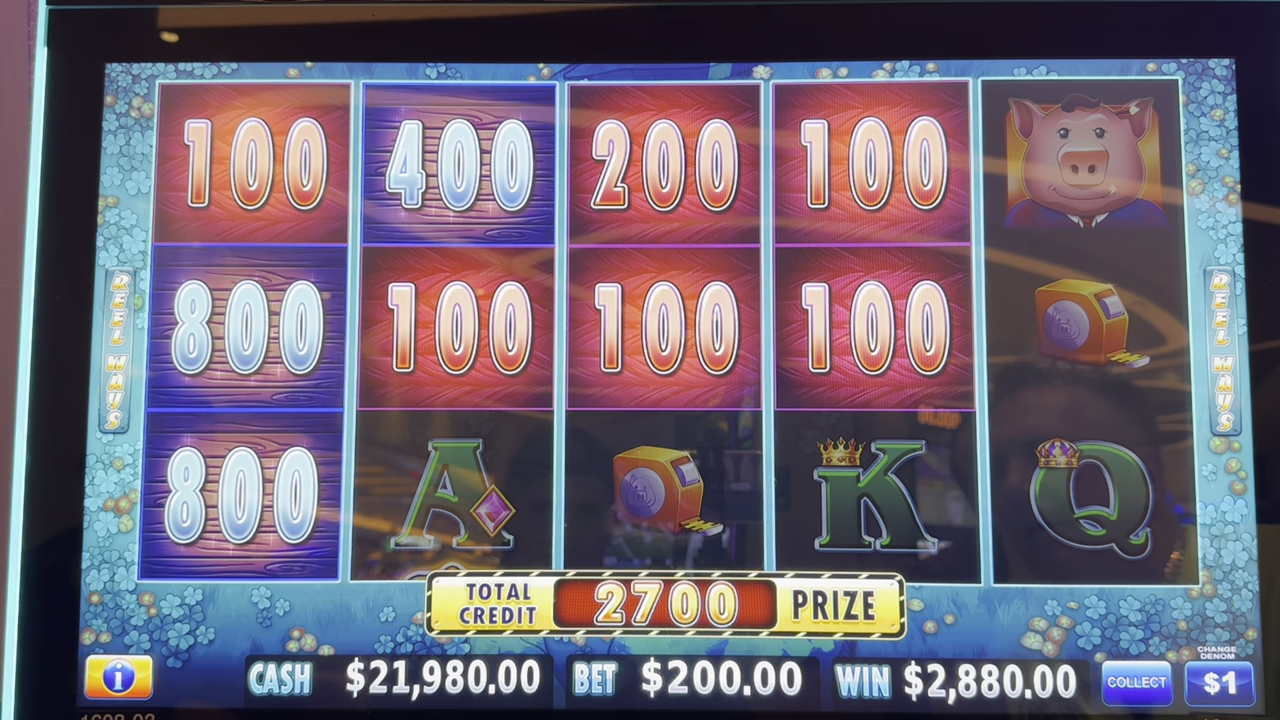 100 400 200 100
800 100 100 100
800 A K Q
REEL WAYS
REEL WAYS
TOTAL CREDIT 2700 PRIZE
CASH $21,980.00 BET $200.00 WIN $2,880.00
COLLECT
CHANGE DENOM
$1
i